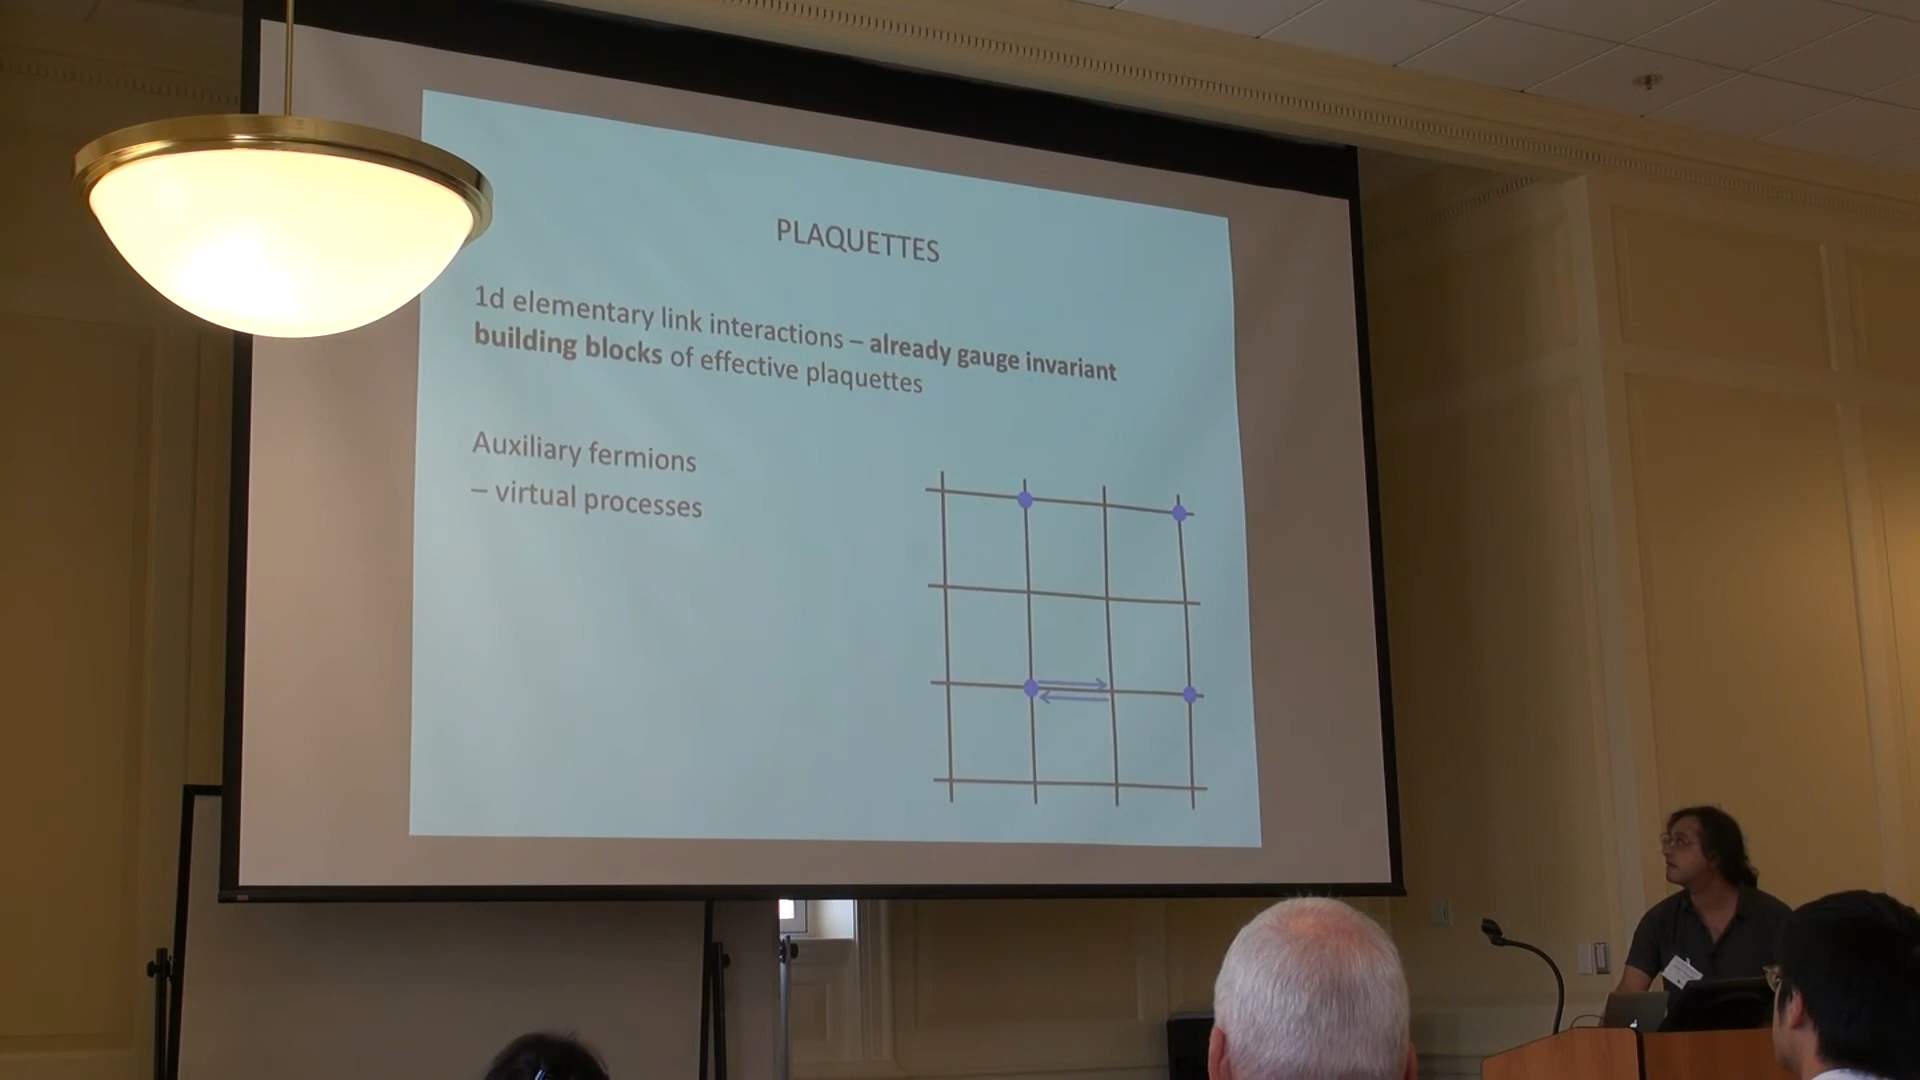 PLAQUETTES
1d elementary link interactions – already gauge invariant
building blocks of effective plaquettes
Auxiliary fermions
– virtual processes